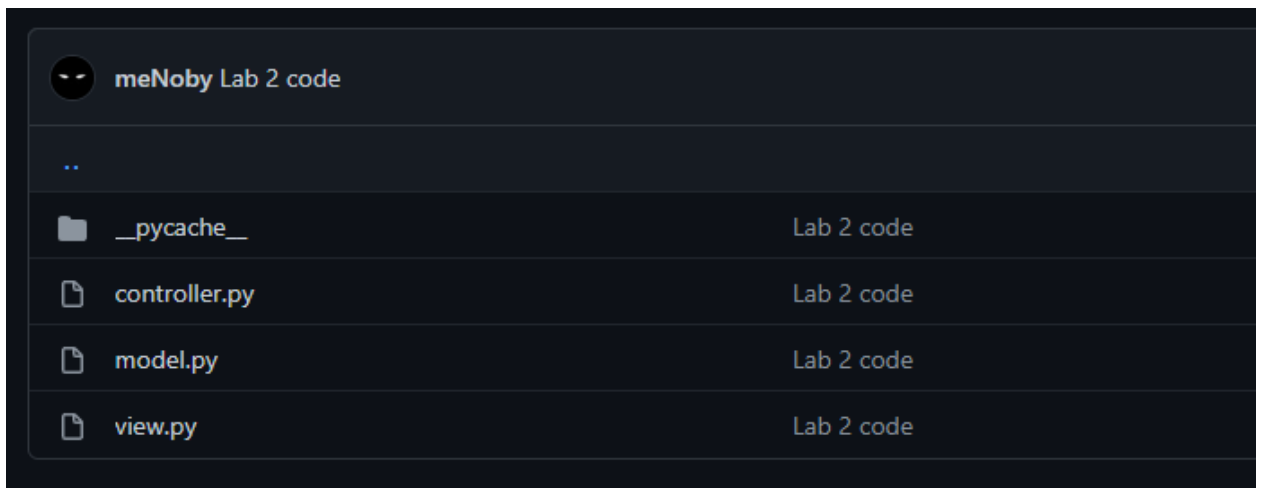 meNoby Lab 2 code
..
__pycache__ Lab 2 code
controller.py Lab 2 code
model.py Lab 2 code
view.py Lab 2 code